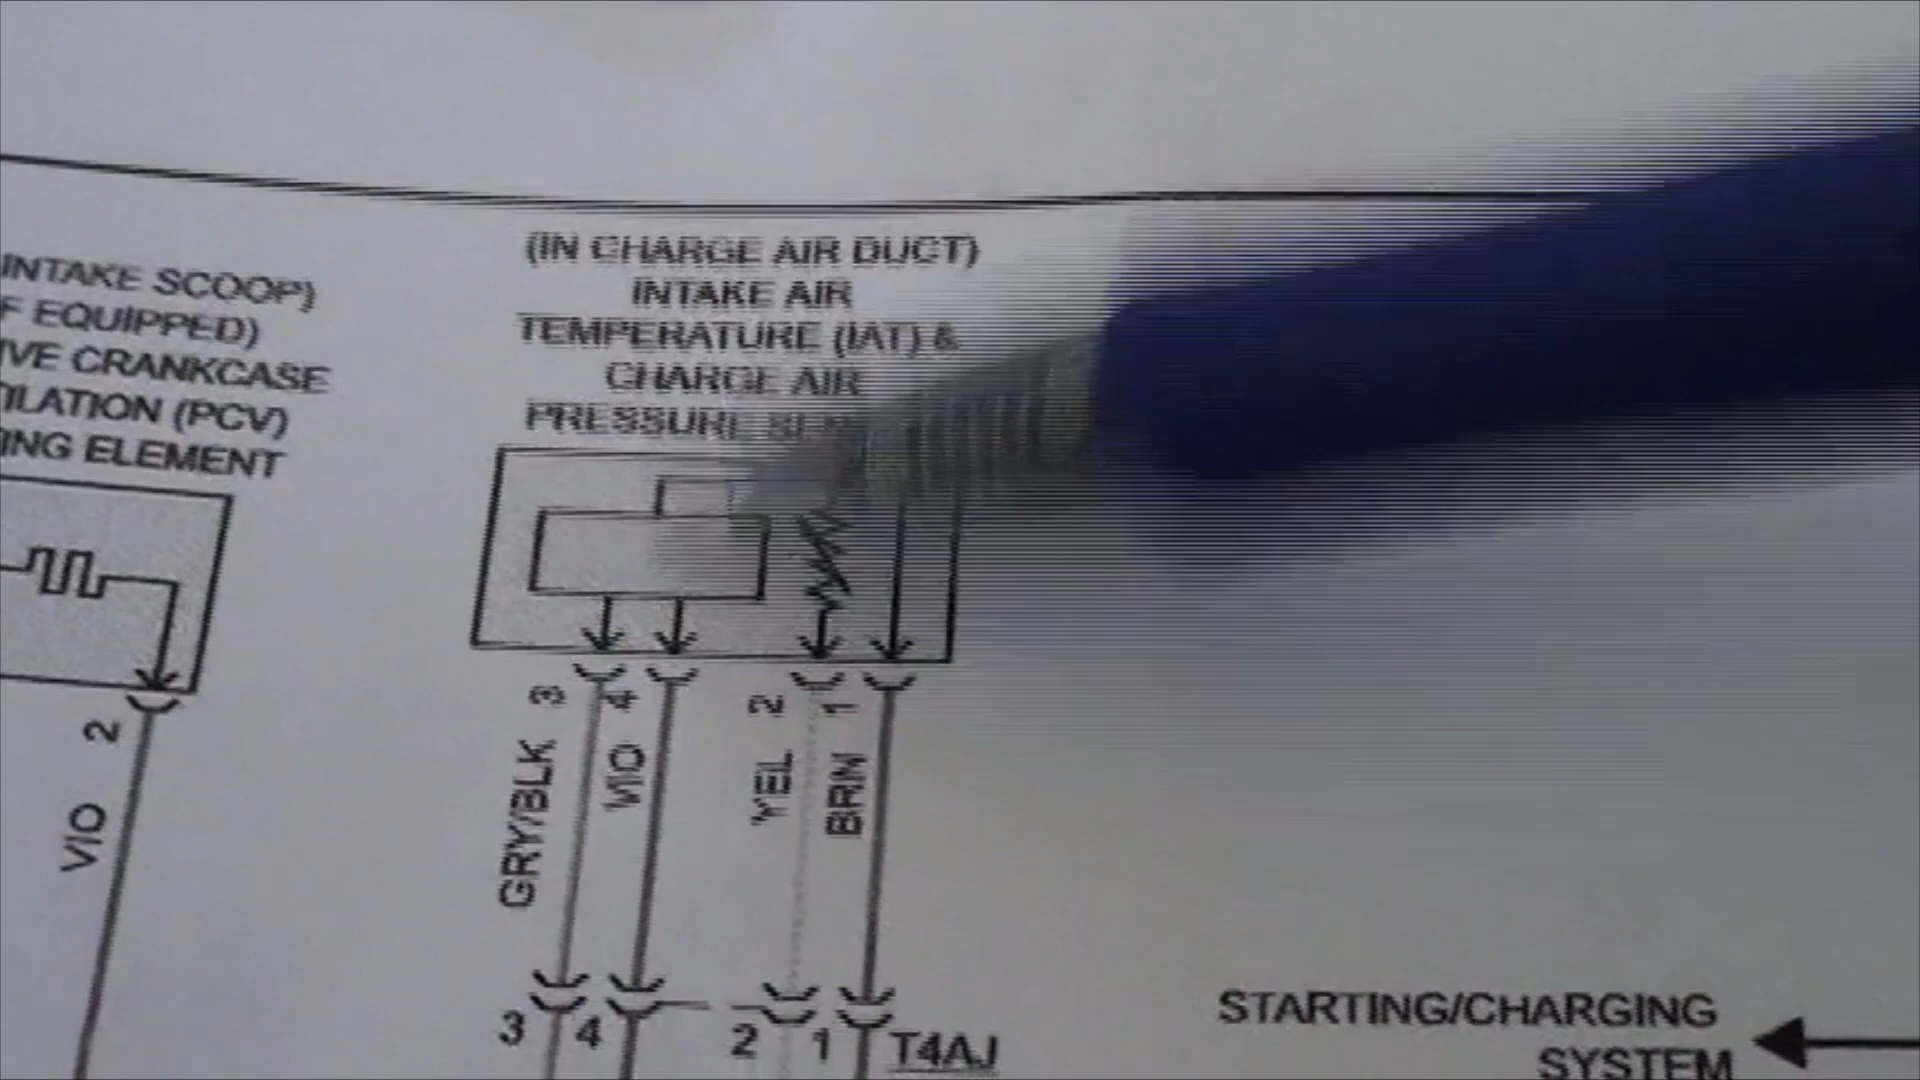 INTAKE SCOOP)
F EQUIPPED)
IVE CRANKCASE
ILATION (PCV)
ING ELEMENT
2
VIO
(IN CHARGE AIR DUCT)
INTAKE AIR
TEMPERATURE (IAT) &
CHARGE AIR
PRESSURE
3 4 2 1
GRY/BLK VIO YEL BRN
3 4 2 1 T4AJ
STARTING/CHARGING
SYSTEM